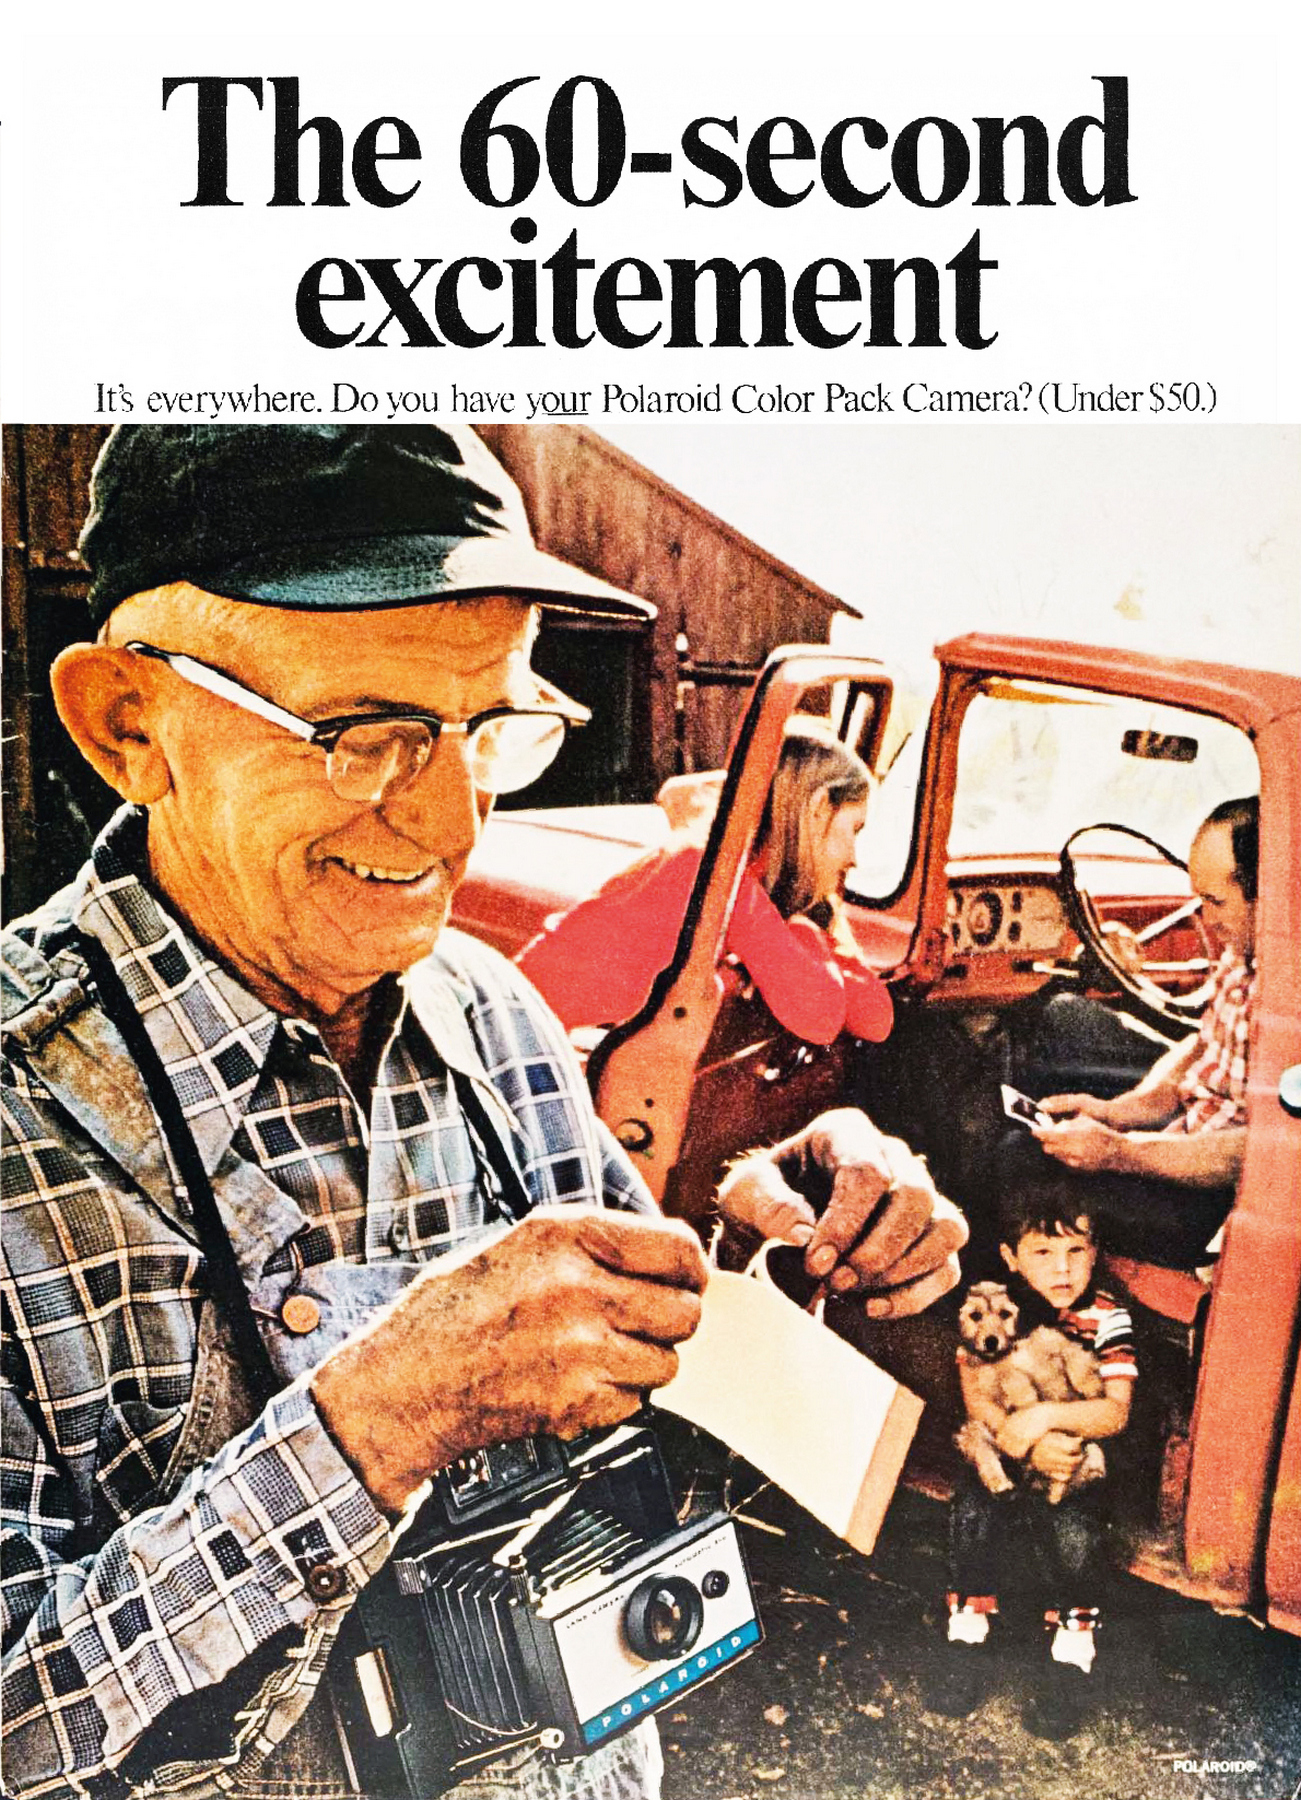 The 60-second
excitement
It's everywhere. Do you have your Polaroid Color Pack Camera? (Under $50.)
LAND CAMERA
POLAROID
POLAROID®